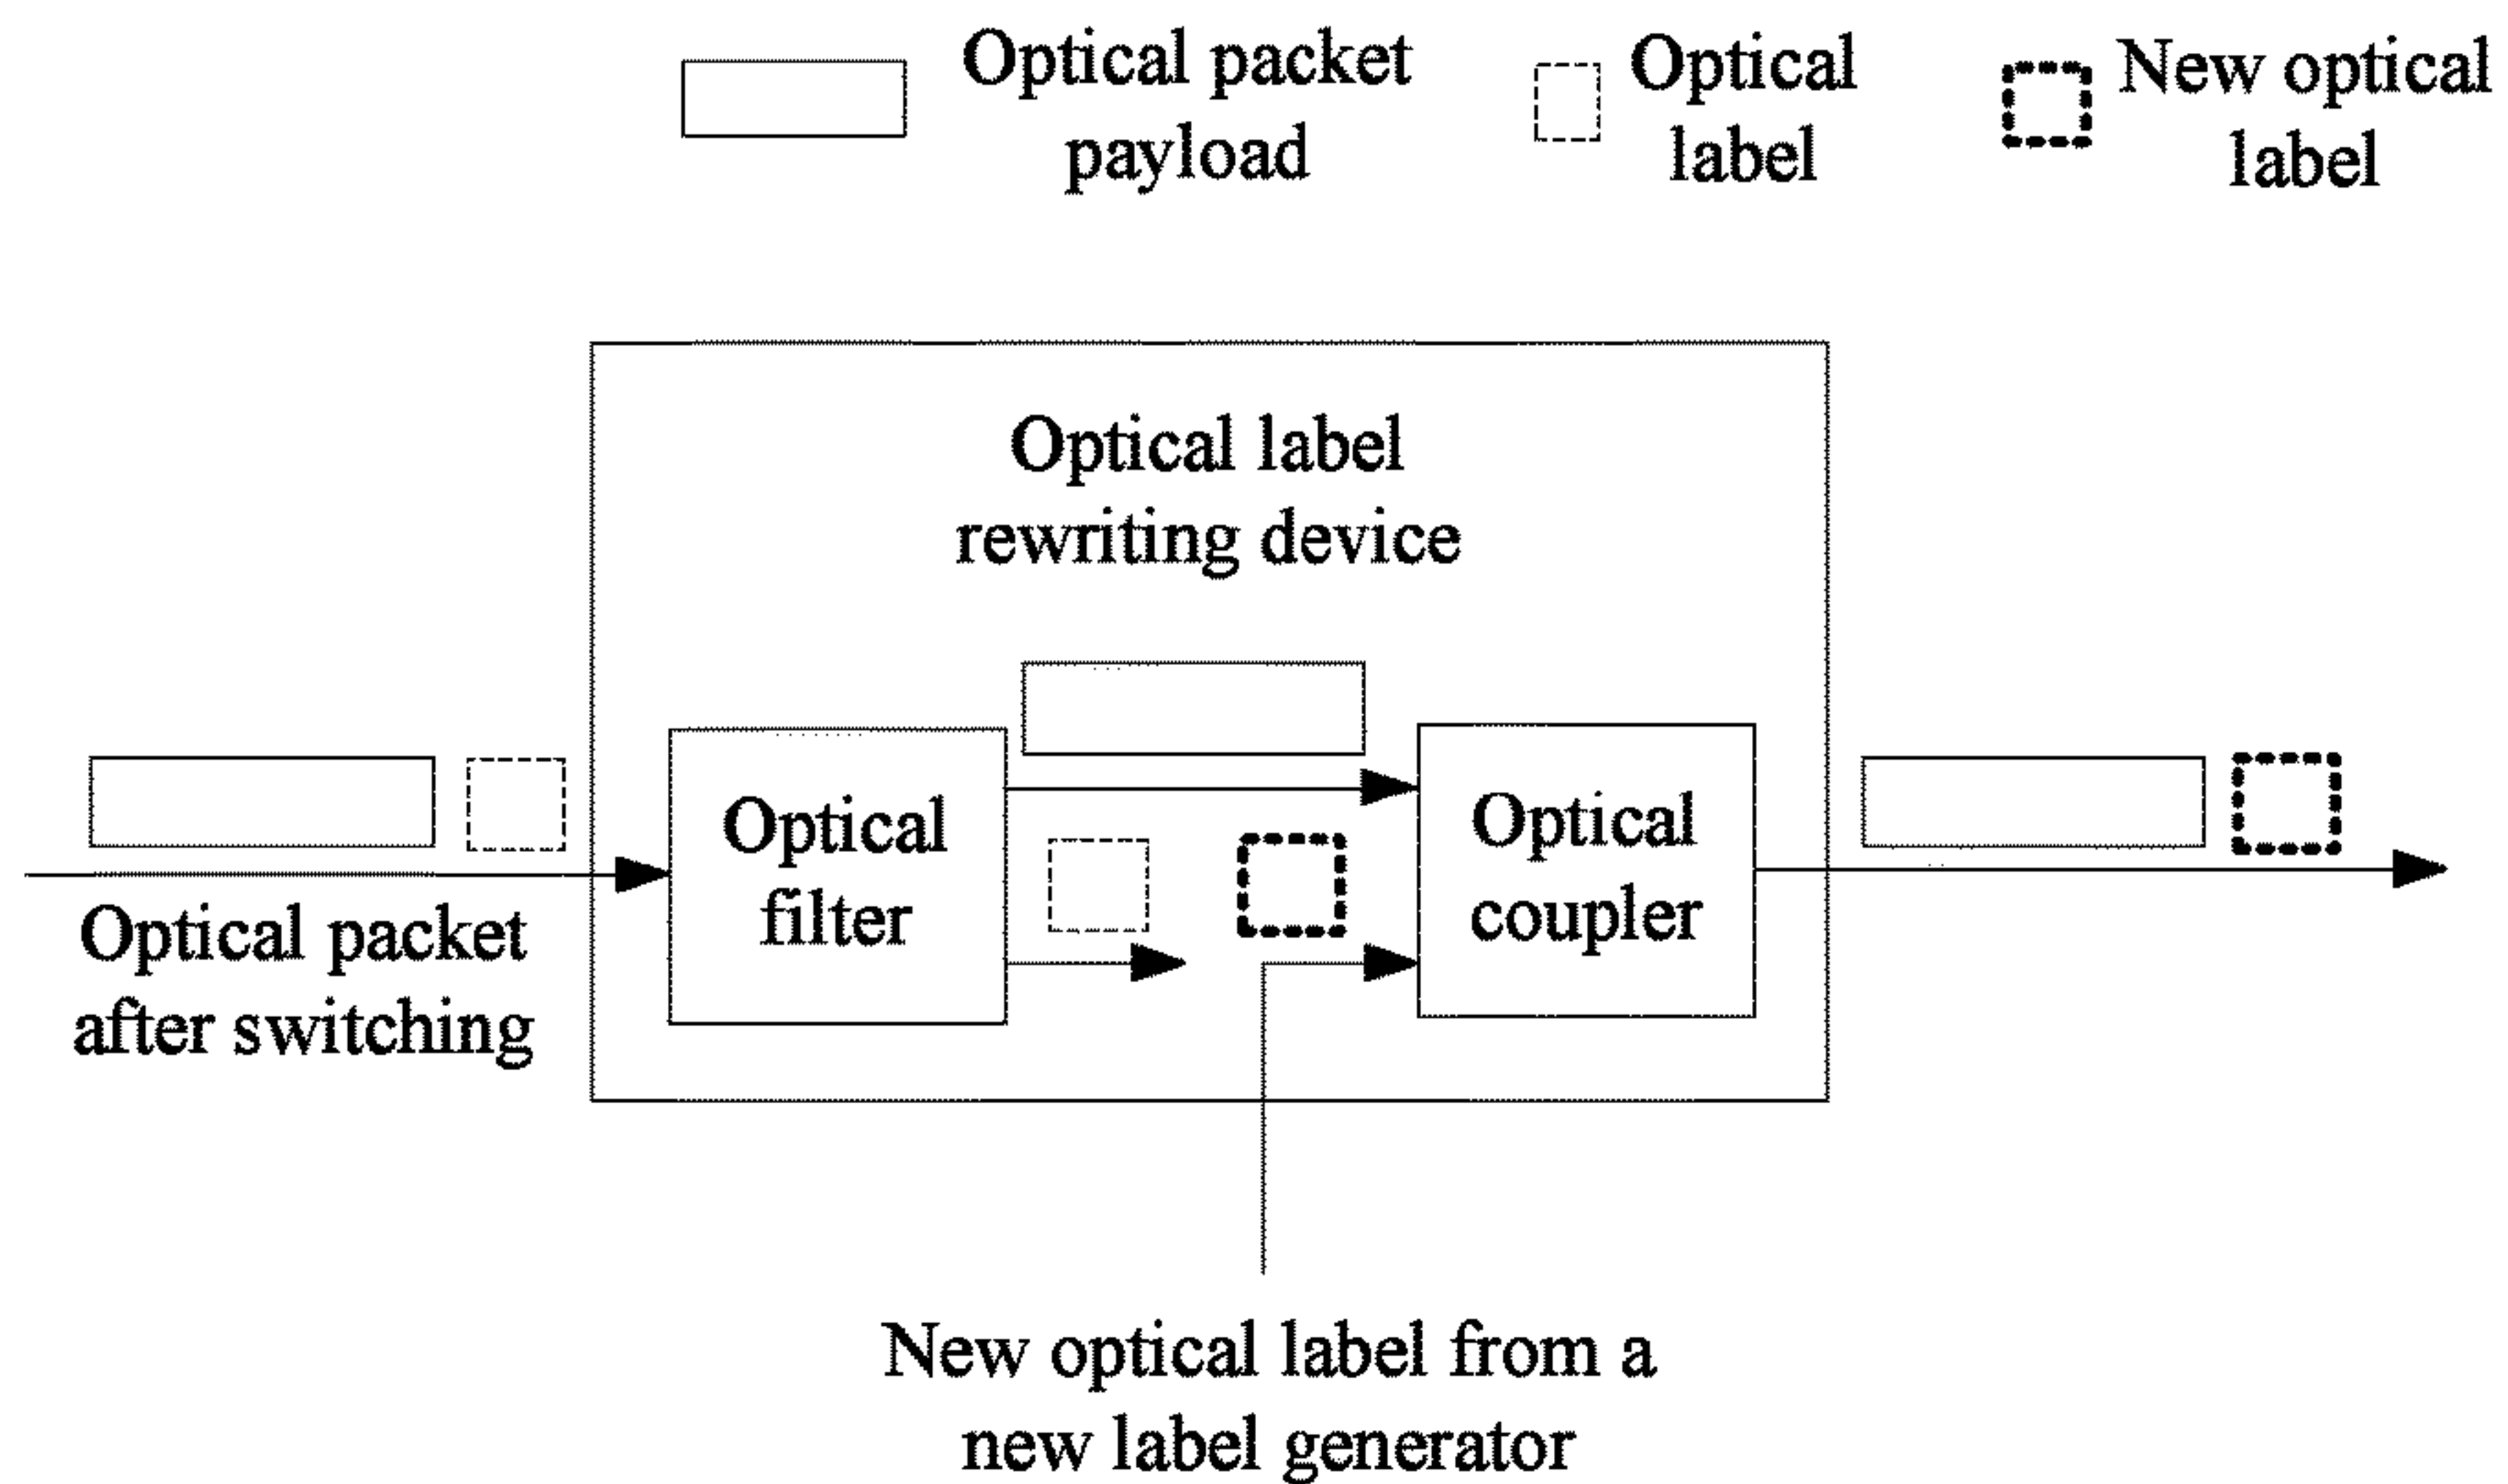 Optical packet
payload
Optical
label
New optical
label
Optical label
rewriting device
Optical
filter
Optical
coupler
Optical packet
after switching
New optical label from a
new label generator